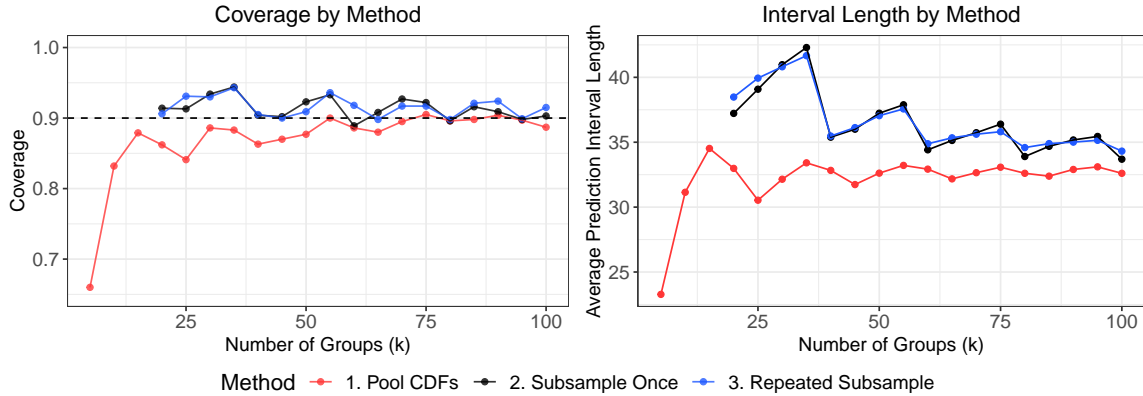 Coverage by Method
Coverage
1.0
0.9
0.8
0.7
25
50
75
100
Number of Groups (k)
Interval Length by Method
Average Prediction Interval Length
40
35
30
25
25
50
75
100
Number of Groups (k)
Method 1. Pool CDFs 2. Subsample Once 3. Repeated Subsample